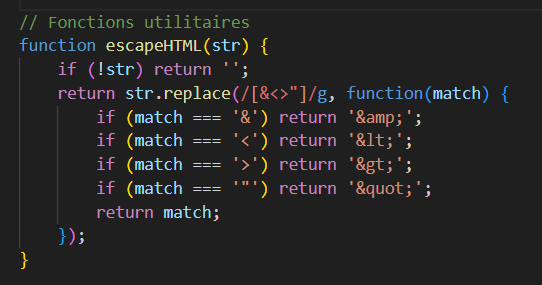 // Fonctions utilitaires
function escapeHTML(str) {
    if (!str) return '';
    return str.replace(/[&<>"]/g, function(match) {
        if (match === '&') return '&amp;';
        if (match === '<') return '&lt;';
        if (match === '>') return '&gt;';
        if (match === '"') return '&quot;';
        return match;
    });
}